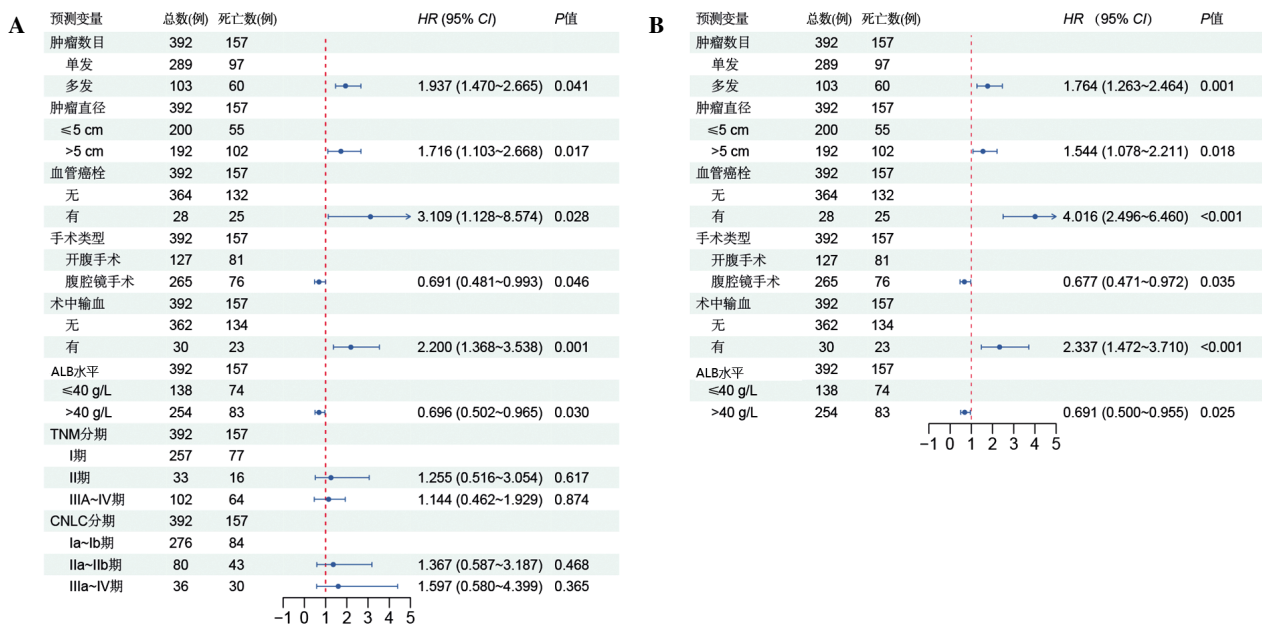 A
预测变量 总数(例) 死亡数(例) HR (95% CI) P值
肿瘤数目 392 157
单发 289 97
多发 103 60 1.937 (1.470~2.665) 0.041
肿瘤直径 392 157
≤5 cm 200 55
>5 cm 192 102 1.716 (1.103~2.668) 0.017
血管癌栓 392 157
无 364 132
有 28 25 3.109 (1.128~8.574) 0.028
手术类型 392 157
开腹手术 127 81
腹腔镜手术 265 76 0.691 (0.481~0.993) 0.046
术中输血 392 157
无 362 134
有 30 23 2.200 (1.368~3.538) 0.001
ALB水平 392 157
≤40 g/L 138 74
>40 g/L 254 83 0.696 (0.502~0.965) 0.030
TNM分期 392 157
I期 257 77
II期 33 16 1.255 (0.516~3.054) 0.617
IIIA~IV期 102 64 1.144 (0.462~1.929) 0.874
CNLC分期 392 157
Ia~Ib期 276 84
IIa~IIb期 80 43 1.367 (0.587~3.187) 0.468
IIIa~IV期 36 30 1.597 (0.580~4.399) 0.365
−1 0 1 2 3 4 5
B
预测变量 总数(例) 死亡数(例) HR (95% CI) P值
肿瘤数目 392 157
单发 289 97
多发 103 60 1.764 (1.263~2.464) 0.001
肿瘤直径 392 157
≤5 cm 200 55
>5 cm 192 102 1.544 (1.078~2.211) 0.018
血管癌栓 392 157
无 364 132
有 28 25 4.016 (2.496~6.460) <0.001
手术类型 392 157
开腹手术 127 81
腹腔镜手术 265 76 0.677 (0.471~0.972) 0.035
术中输血 392 157
无 362 134
有 30 23 2.337 (1.472~3.710) <0.001
ALB水平 392 157
≤40 g/L 138 74
>40 g/L 254 83 0.691 (0.500~0.955) 0.025
−1 0 1 2 3 4 5